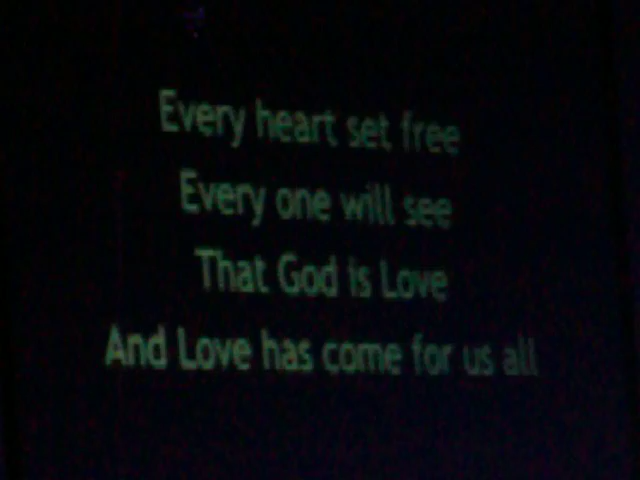 Every heart set free
Every one will see
That God is Love
And Love has come for us all